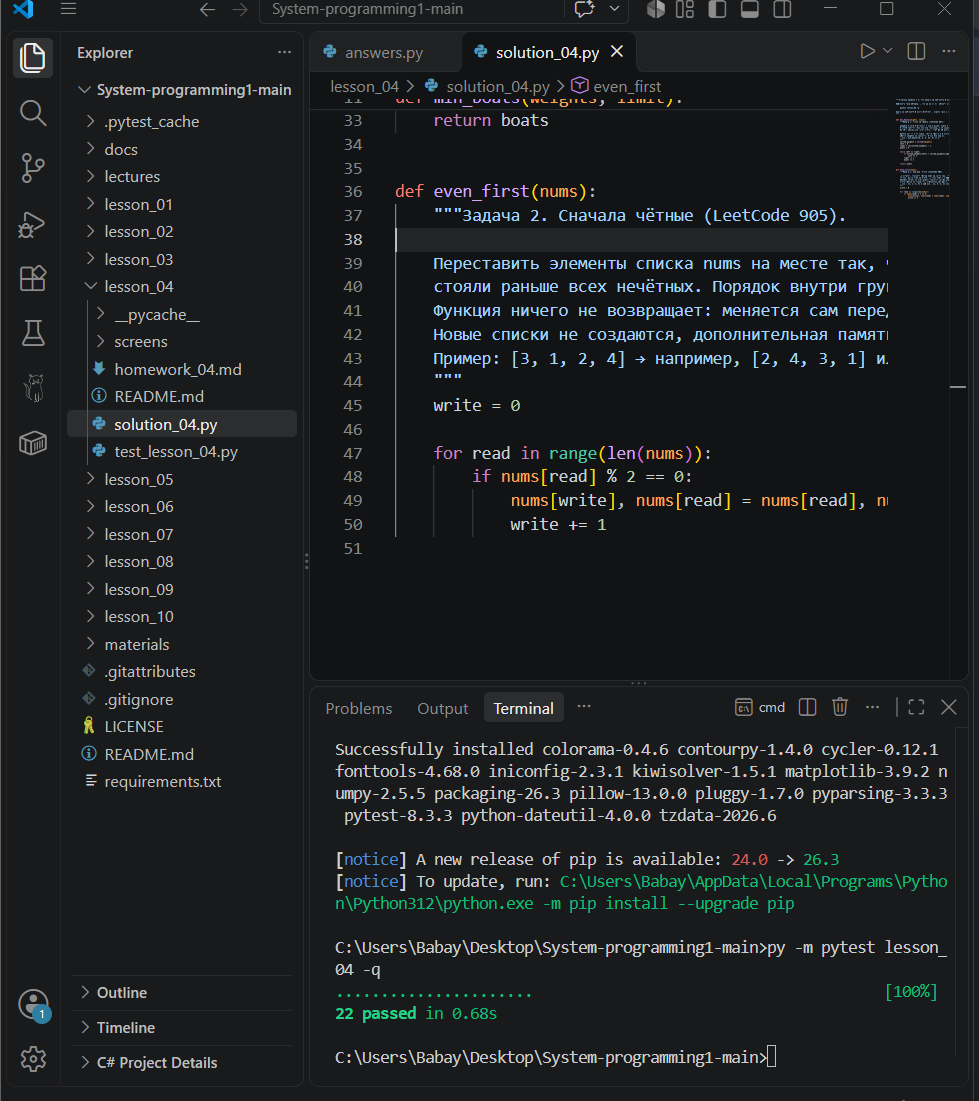 System-programming1-main
Explorer
System-programming1-main
.pytest_cache
docs
lectures
lesson_01
lesson_02
lesson_03
lesson_04
__pycache__
screens
homework_04.md
README.md
solution_04.py
test_lesson_04.py
lesson_05
lesson_06
lesson_07
lesson_08
lesson_09
lesson_10
materials
.gitattributes
.gitignore
LICENSE
README.md
requirements.txt
Outline
Timeline
C# Project Details
1
answers.py
solution_04.py
lesson_04 > solution_04.py > even_first
11 def min_boats(weights, limit):
33 return boats
34
35
36 def even_first(nums):
37 """Задача 2. Сначала чётные (LeetCode 905).
38
39 Переставить элементы списка nums на месте так,
40 стояли раньше всех нечётных. Порядок внутри
41 Функция ничего не возвращает: меняется сам
42 Новые списки не создаются, дополнительная
43 Пример: [3, 1, 2, 4] → например, [2, 4, 3, 1]
44 """
45 write = 0
46
47 for read in range(len(nums)):
48 if nums[read] % 2 == 0:
49 nums[write], nums[read] = nums[read],
50 write += 1
51
Problems Output Terminal ··· cmd
Successfully installed colorama-0.4.6 contourpy-1.4.0 cycler-0.12.1
fonttools-4.68.0 iniconfig-2.3.1 kiwisolver-1.5.1 matplotlib-3.9.2 n
umpy-2.5.5 packaging-26.3 pillow-13.0.0 pluggy-1.7.0 pyparsing-3.3.3
pytest-8.3.3 python-dateutil-4.0.0 tzdata-2026.6
[notice] A new release of pip is available: 24.0 -> 26.3
[notice] To update, run: C:\Users\Babay\AppData\Local\Programs\Pytho
n\Python312\python.exe -m pip install --upgrade pip
C:\Users\Babay\Desktop\System-programming1-main>py -m pytest lesson_
04 -q
...................... [100%]
22 passed in 0.68s
C:\Users\Babay\Desktop\System-programming1-main>